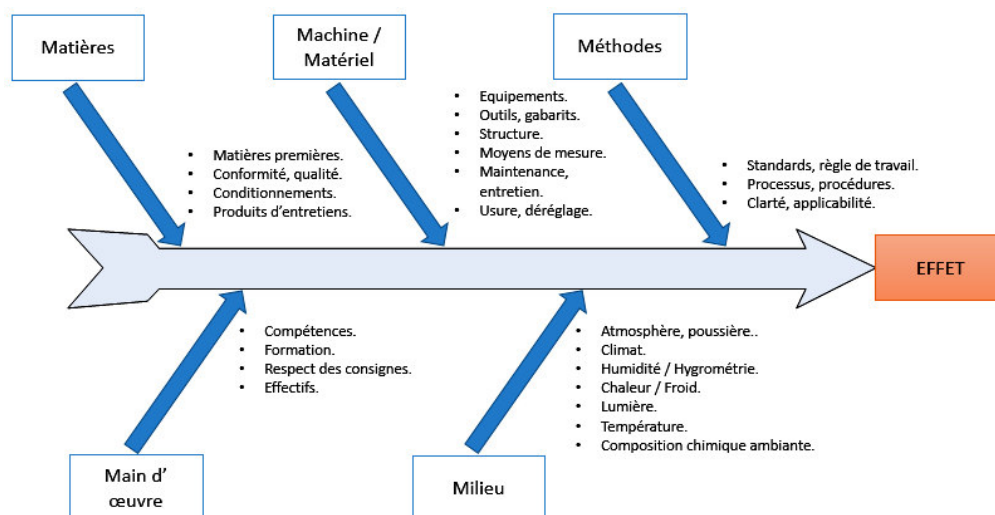 Matières
Machine /
Matériel
Méthodes
• Matières premières.
• Conformité, qualité.
• Conditionnements.
• Produits d’entretiens.
• Equipements.
• Outils, gabarits.
• Structure.
• Moyens de mesure.
• Maintenance,
entretien.
• Usure, déréglage.
• Standards, règle de travail.
• Processus, procédures.
• Clarté, applicabilité.
EFFET
• Compétences.
• Formation.
• Respect des consignes.
• Effectifs.
• Atmosphère, poussière..
• Climat.
• Humidité / Hygrométrie.
• Chaleur / Froid.
• Lumière.
• Température.
• Composition chimique ambiante.
Main d’
œuvre
Milieu